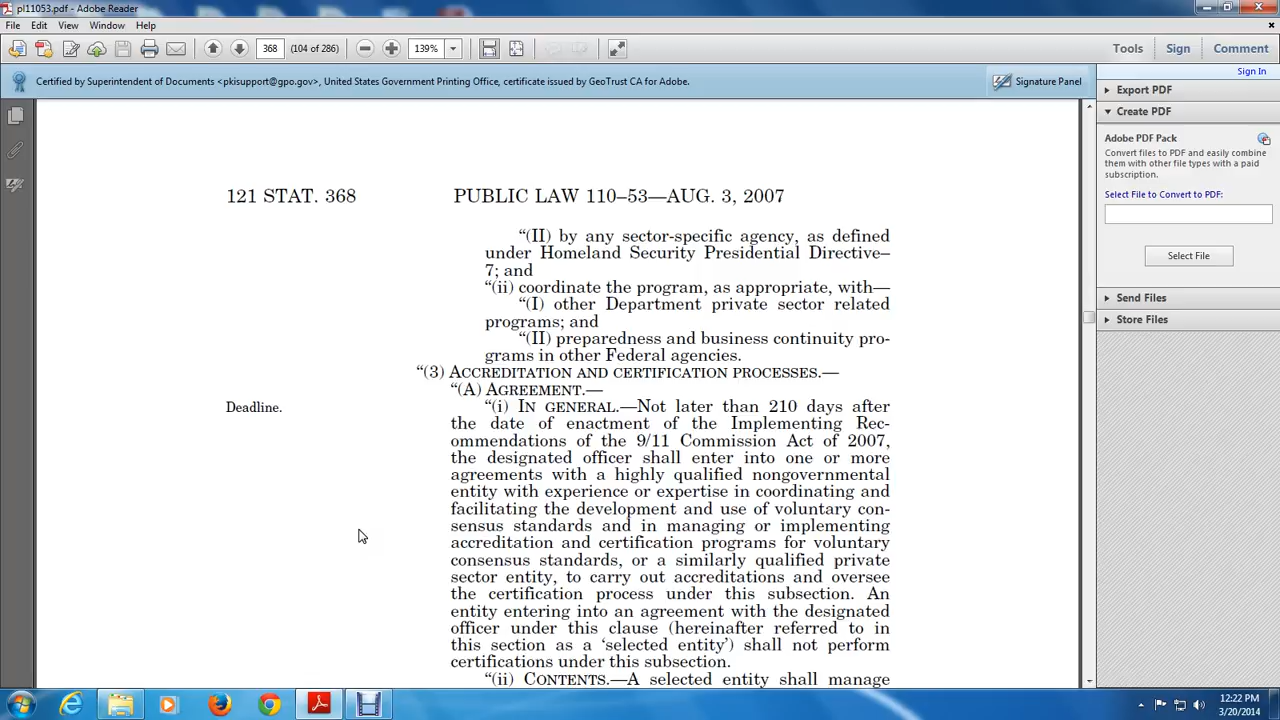 pl11053.pdf - Adobe Reader
File Edit View Window Help
368 (104 of 286) 139% Tools Sign Comment
Certified by Superintendent of Documents <pkisupport@gpo.gov>, United States Government Printing Office, certificate issued by GeoTrust CA for Adobe.
Signature Panel
Sign In
Export PDF
Create PDF
Adobe PDF Pack
Convert files to PDF and easily combine
them with other file types with a paid
subscription.
Select File to Convert to PDF:
Select File
Send Files
Store Files
121 STAT. 368 PUBLIC LAW 110–53—AUG. 3, 2007
“(II) by any sector-specific agency, as defined
under Homeland Security Presidential Directive–
7; and
“(ii) coordinate the program, as appropriate, with—
“(I) other Department private sector related
programs; and
“(II) preparedness and business continuity pro-
grams in other Federal agencies.
“(3) ACCREDITATION AND CERTIFICATION PROCESSES.—
“(A) AGREEMENT.—
Deadline.
“(i) IN GENERAL.—Not later than 210 days after
the date of enactment of the Implementing Rec-
ommendations of the 9/11 Commission Act of 2007,
the designated officer shall enter into one or more
agreements with a highly qualified nongovernmental
entity with experience or expertise in coordinating and
facilitating the development and use of voluntary con-
sensus standards and in managing or implementing
accreditation and certification programs for voluntary
consensus standards, or a similarly qualified private
sector entity, to carry out accreditations and oversee
the certification process under this subsection. An
entity entering into an agreement with the designated
officer under this clause (hereinafter referred to in
this section as a ‘selected entity’) shall not perform
certifications under this subsection.
“(ii) CONTENTS.—A selected entity shall manage
12:22 PM
3/20/2014